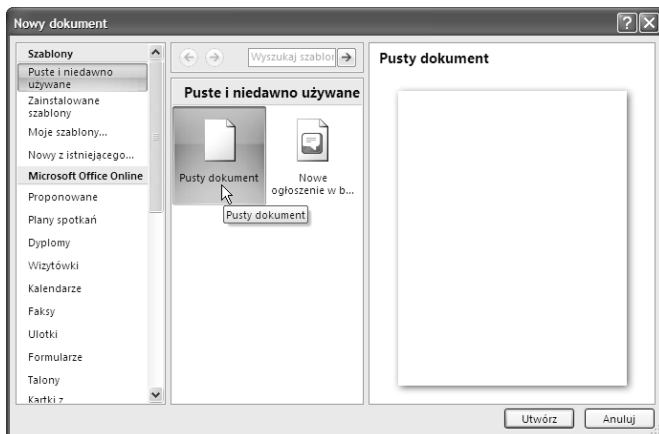 Nowy dokument
Szablony
Puste i niedawno
używane
Zainstalowane
szablony
Moje szablony...
Nowy z istniejącego...
Microsoft Office Online
Proponowane
Plany spotkań
Dyplomy
Wizytówki
Kalendarze
Faksy
Ulotki
Formularze
Talony
Kartki z
Wyszukaj szablor
Puste i niedawno używane
Pusty dokument
Nowe
ogłoszenie w b...
Pusty dokument
Pusty dokument
Utwórz
Anuluj